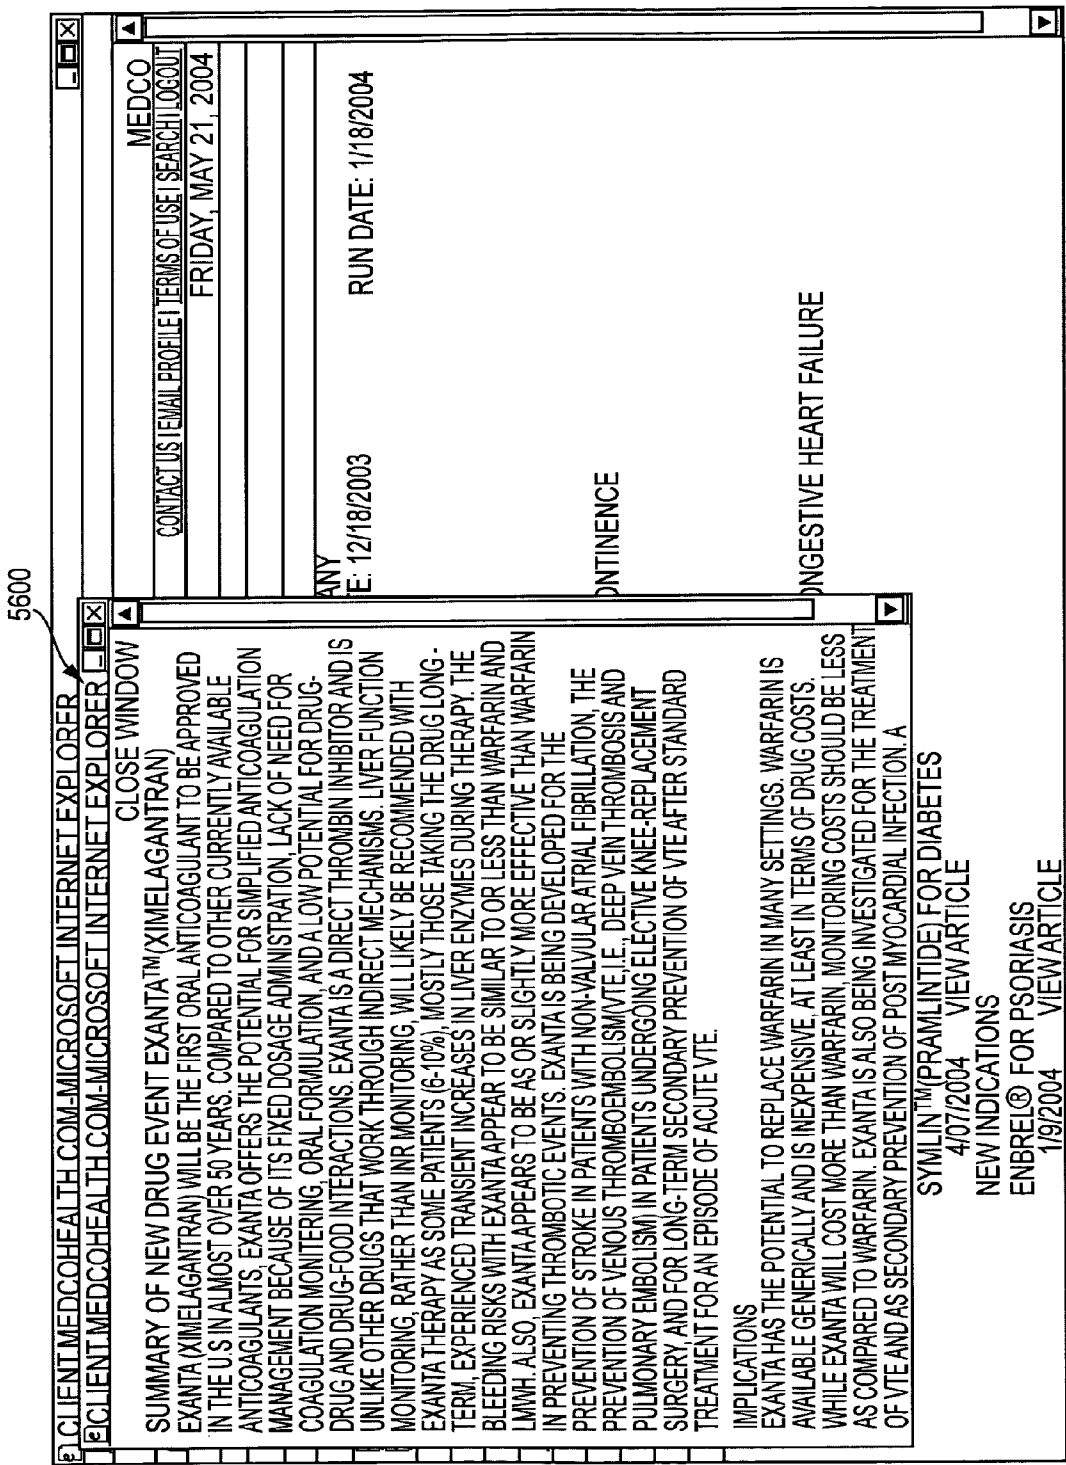 5600
CLIENT.MEDCOHEALTH.COM-MICROSOFT INTERNET EXPLORER
MEDCO
CONTACT US | EMAIL PROFILE | TERMS OF USE | SEARCH | LOGOUT
FRIDAY, MAY 21, 2004
ANY
TE: 12/18/2003 RUN DATE: 1/18/2004
ONTINENCE
ONGESTIVE HEART FAILURE
CLIENT.MEDCOHEALTH.COM-MICROSOFT INTERNET EXPLORER
CLOSE WINDOW
SUMMARY OF NEW DRUG EVENT EXANTA™(XIMELAGANTRAN)
EXANTA (XIMELAGANTRAN) WILL BE THE FIRST ORAL ANTICOAGULANT TO BE APPROVED
IN THE U.S IN ALMOST OVER 50 YEARS. COMPARED TO OTHER CURRENTLY AVAILABLE
ANTICOAGULANTS, EXANTA OFFERS THE POTENTIAL FOR SIMPLIFIED ANTICOAGULATION
MANAGEMENT BECAUSE OF ITS FIXED DOSAGE ADMINISTRATION, LACK OF NEED FOR
COAGULATION MONITERING, ORAL FORMULATION, AND A LOW POTENTIAL FOR DRUG-
DRUG AND DRUG-FOOD INTERACTIONS. EXANTA IS A DIRECT THROMBIN INHIBITOR AND IS
UNLIKE OTHER DRUGS THAT WORK THROUGH INDIRECT MECHANISMS. LIVER FUNCTION
MONITORING, RATHER THAN INR MONITORING, WILL LIKELY BE RECOMMENDED WITH
EXANTA THERAPY AS SOME PATIENTS (6-10%), MOSTLY THOSE TAKING THE DRUG LONG-
TERM, EXPERIENCED TRANSIENT INCREASES IN LIVER ENZYMES DURING THERAPY. THE
BLEEDING RISKS WITH EXANTA APPEAR TO BE SIMILAR TO OR LESS THAN WARFARIN AND
LMWH. ALSO, EXANTA APPEARS TO BE AS OR SLIGHTLY MORE EFFECTIVE THAN WARFARIN
IN PREVENTING THROMBOTIC EVENTS. EXANTA IS BEING DEVELOPED FOR THE
PREVENTION OF STROKE IN PATIENTS WITH NON-VALVULAR ATRIAL FIBRILLATION, THE
PREVENTION OF VENOUS THROMBOEMBOLISM(VTE, I.E., DEEP VEIN THROMBOSIS AND
PULMONARY EMBOLISM) IN PATIENTS UNDERGOING ELECTIVE KNEE-REPLACEMENT
SURGERY, AND FOR LONG-TERM SECONDARY PREVENTION OF VTE AFTER STANDARD
TREATMENT FOR AN EPISODE OF ACUTE VTE.
IMPLICATIONS
EXANTA HAS THE POTENTIAL TO REPLACE WARFARIN IN MANY SETTINGS. WARFARIN IS
AVAILABLE GENERICALLY AND IS INEXPENSIVE, AT LEAST IN TERMS OF DRUG COSTS.
WHILE EXANTA WILL COST MORE THAN WARFARIN, MONITORING COSTS SHOULD BE LESS
AS COMPARED TO WARFARIN. EXANTA IS ALSO BEING INVESTIGATED FOR THE TREATMENT
OF VTE AND AS SECONDARY PREVENTION OF POST MYOCARDIAL INFECTION. A
SYMLIN™(PRAMLINTIDE) FOR DIABETES
4/07/2004 VIEW ARTICLE
NEW INDICATIONS
ENBREL® FOR PSORIASIS
1/9/2004 VIEW ARTICLE